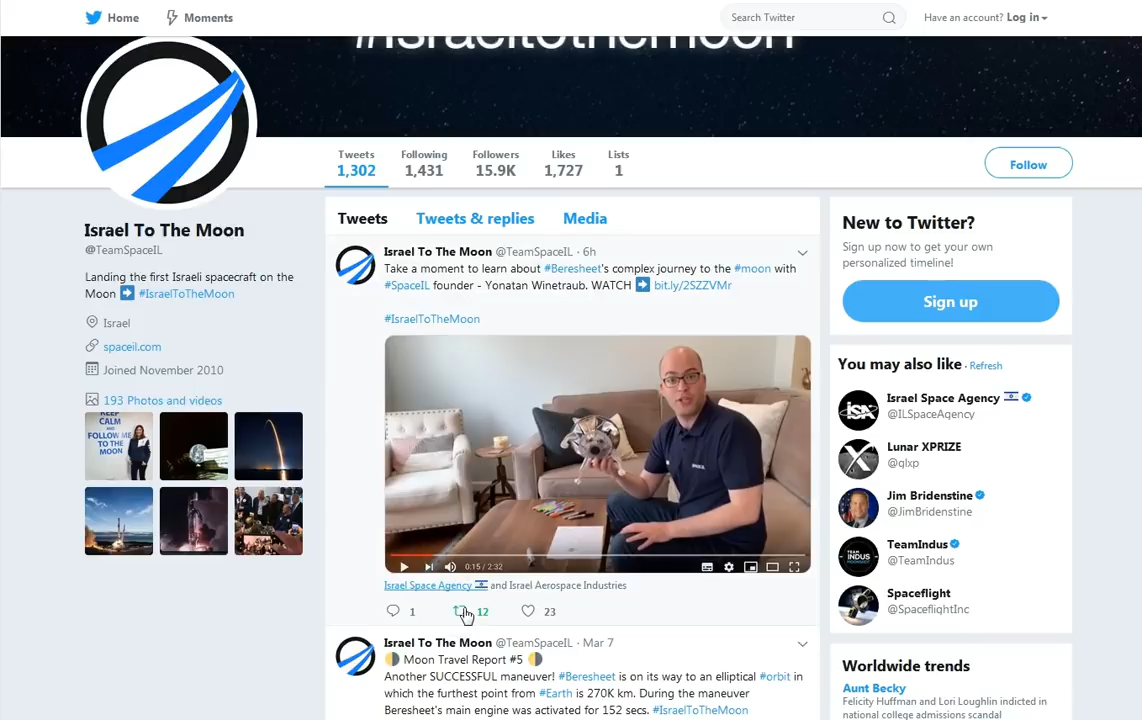 Home
Moments
Search Twitter
Have an account? Log in
#israeltothemoon
Tweets
1,302
Following
1,431
Followers
15.9K
Likes
1,727
Lists
1
Follow
Israel To The Moon
@TeamSpaceIL
Landing the first Israeli spacecraft on the
Moon ➡ #IsraelToTheMoon
Israel
spaceil.com
Joined November 2010
193 Photos and videos
KEEP
CALM
AND
FOLLOW ME
TO THE
MOON
Tweets Tweets & replies Media
Israel To The Moon @TeamSpaceIL · 6h
Take a moment to learn about #Beresheet's complex journey to the #moon with
#SpaceIL founder - Yonatan Winetraub. WATCH ➡ bit.ly/2SZZVMr
#IsraelToTheMoon
0:15 / 2:32
Israel Space Agency 🇮🇱 and Israel Aerospace Industries
1 12 23
Israel To The Moon @TeamSpaceIL · Mar 7
🌗 Moon Travel Report #5 🌗
Another SUCCESSFUL maneuver! #Beresheet is on its way to an elliptical #orbit in
which the furthest point from #Earth is 270K km. During the maneuver
Beresheet's main engine was activated for 152 secs. #IsraelToTheMoon
New to Twitter?
Sign up now to get your own
personalized timeline!
Sign up
You may also like · Refresh
ISA
Israel Space Agency 🇮🇱
@ILSpaceAgency
Lunar XPRIZE
@glxp
Jim Bridenstine
@JimBridenstine
TEAM
INDUS
TeamIndus
@TeamIndus
Spaceflight
@SpaceflightInc
Worldwide trends
Aunt Becky
Felicity Huffman and Lori Loughlin indicted in
national college admissions scandal